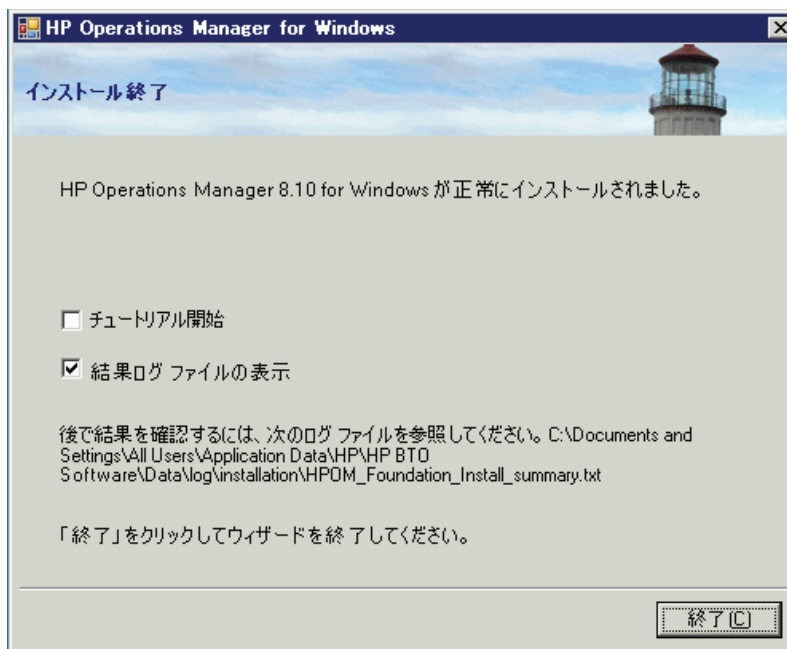 HP Operations Manager for Windows
インストール終了
HP Operations Manager 8.10 for Windows が正常にインストールされました。
チュートリアル開始
結果ログ ファイルの表示
後で結果を確認するには、次のログ ファイルを参照してください。C:\Documents and
Settings\All Users\Application Data\HP\HP BTO
Software\Data\log\installation\HPOM_Foundation_Install_summary.txt
「終了」をクリックしてウィザードを終了してください。
終了(C)